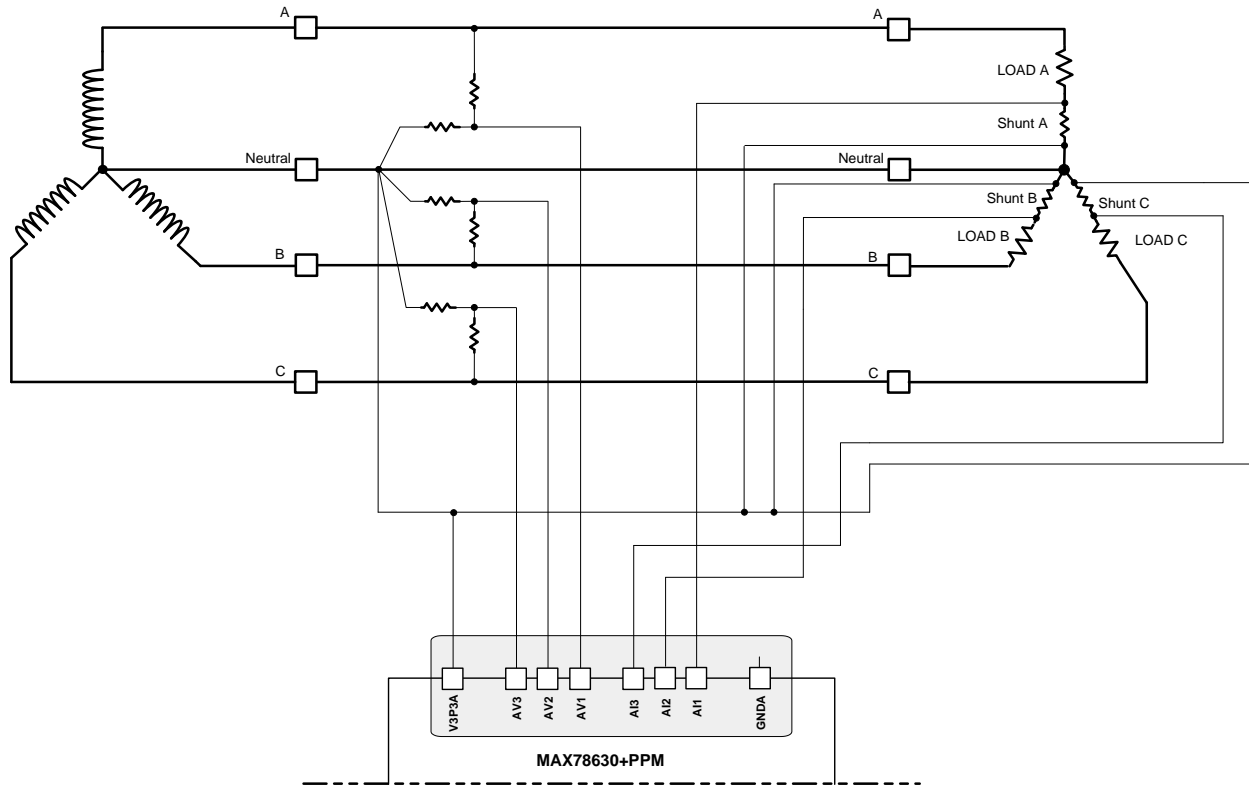 A
A
LOAD A
Shunt A
Neutral
Neutral
Shunt B
Shunt C
LOAD B
LOAD C
B
B
C
C
V3P3A
AV3
AV2
AV1
AI3
AI2
AI1
GNDA
MAX78630+PPM